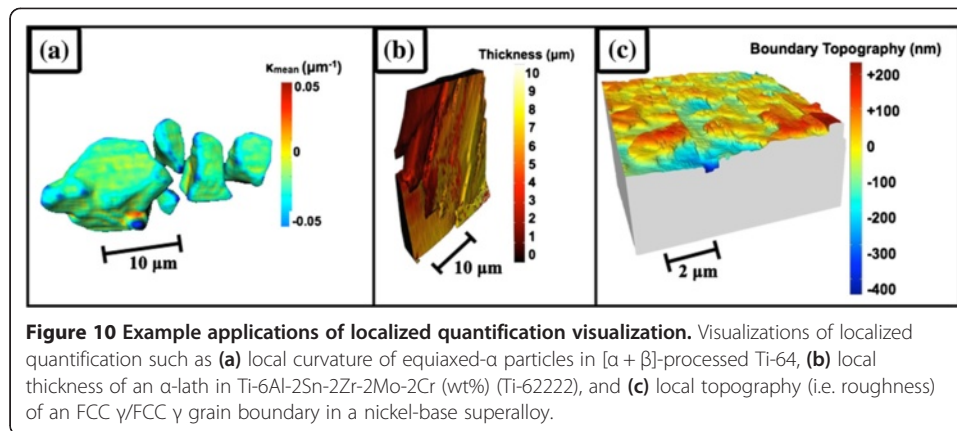 (a)
κmean (μm⁻¹)
0.05
0
-0.05
10 μm
(b)
Thickness (μm)
10
9
8
7
6
5
4
3
2
1
0
10 μm
(c)
Boundary Topography (nm)
+200
+100
0
-100
-200
-300
-400
2 μm
Figure 10 Example applications of localized quantification visualization. Visualizations of localized
quantification such as (a) local curvature of equiaxed-α particles in [α + β]-processed Ti-64, (b) local
thickness of an α-lath in Ti-6Al-2Sn-2Zr-2Mo-2Cr (wt%) (Ti-62222), and (c) local topography (i.e. roughness)
of an FCC γ/FCC γ grain boundary in a nickel-base superalloy.